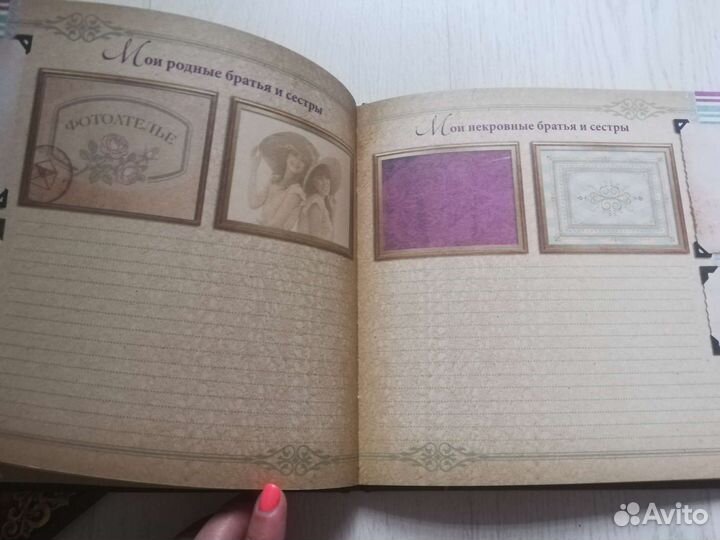 Мои родные братья и сестры
ФОТОАТЕЛЬЕ
Мои некровные братья и сестры
Avito